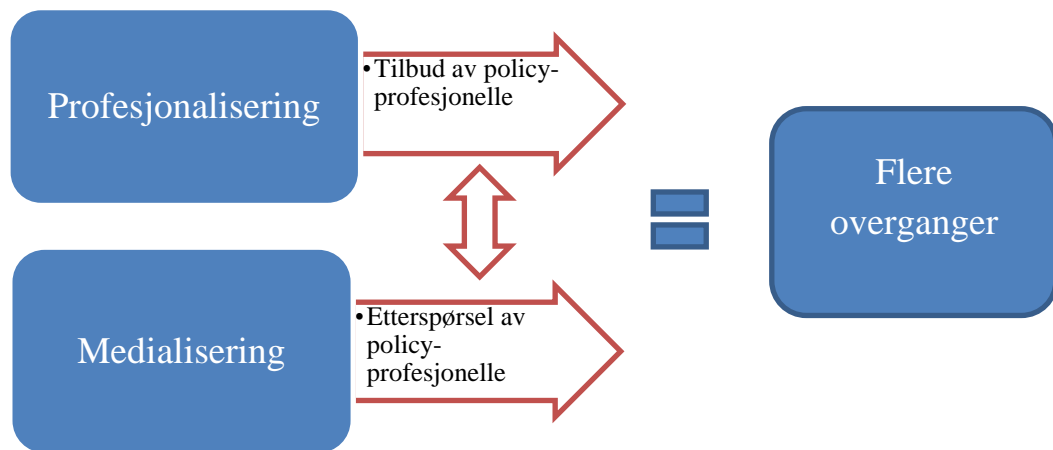 Profesjonalisering
•Tilbud av policy-
profesjonelle
Medialisering
•Etterspørsel av
policy-
profesjonelle
Flere
overganger